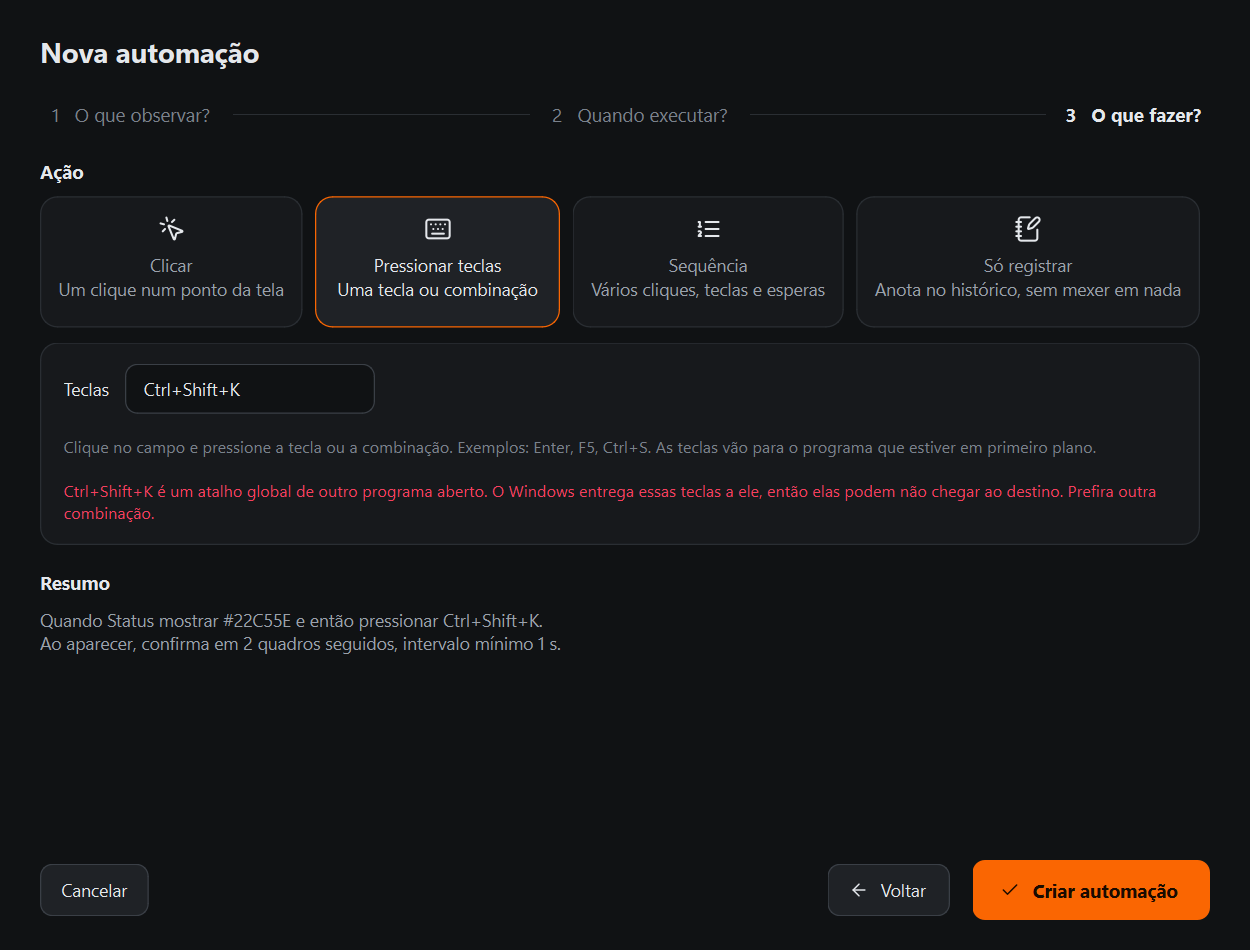 Nova automação
1 O que observar?
2 Quando executar?
3 O que fazer?
Ação
Clicar
Um clique num ponto da tela
Pressionar teclas
Uma tecla ou combinação
Sequência
Vários cliques, teclas e esperas
Só registrar
Anota no histórico, sem mexer em nada
Teclas
Ctrl+Shift+K
Clique no campo e pressione a tecla ou a combinação. Exemplos: Enter, F5, Ctrl+S. As teclas vão para o programa que estiver em primeiro plano.
Ctrl+Shift+K é um atalho global de outro programa aberto. O Windows entrega essas teclas a ele, então elas podem não chegar ao destino. Prefira outra
combinação.
Resumo
Quando Status mostrar #22C55E e então pressionar Ctrl+Shift+K.
Ao aparecer, confirma em 2 quadros seguidos, intervalo mínimo 1 s.
Cancelar
Voltar
Criar automação